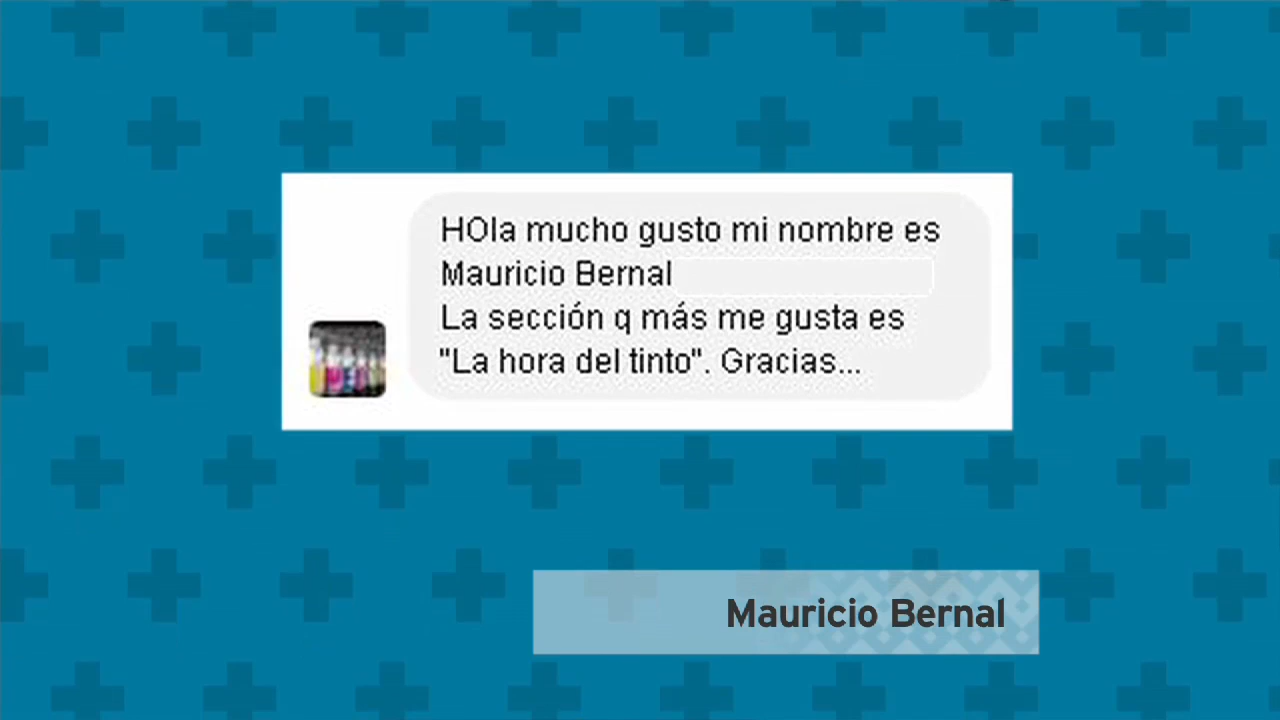 HOla mucho gusto mi nombre es
Mauricio Bernal
La sección q más me gusta es
"La hora del tinto". Gracias...
Mauricio Bernal